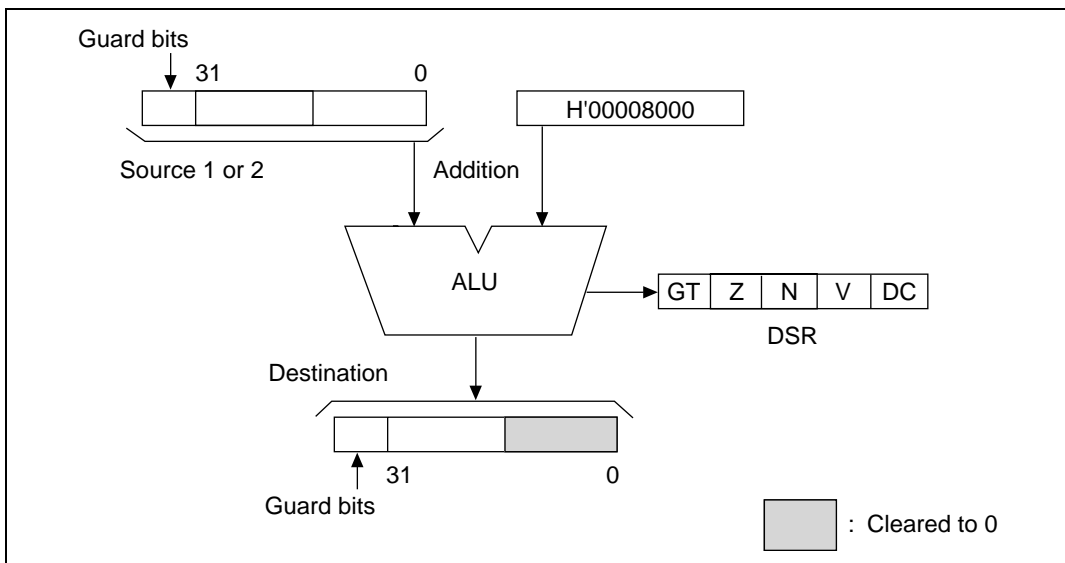 Guard bits
31 0
H'00008000
Source 1 or 2
Addition
ALU
GT Z N V DC
DSR
Destination
31 0
Guard bits
: Cleared to 0